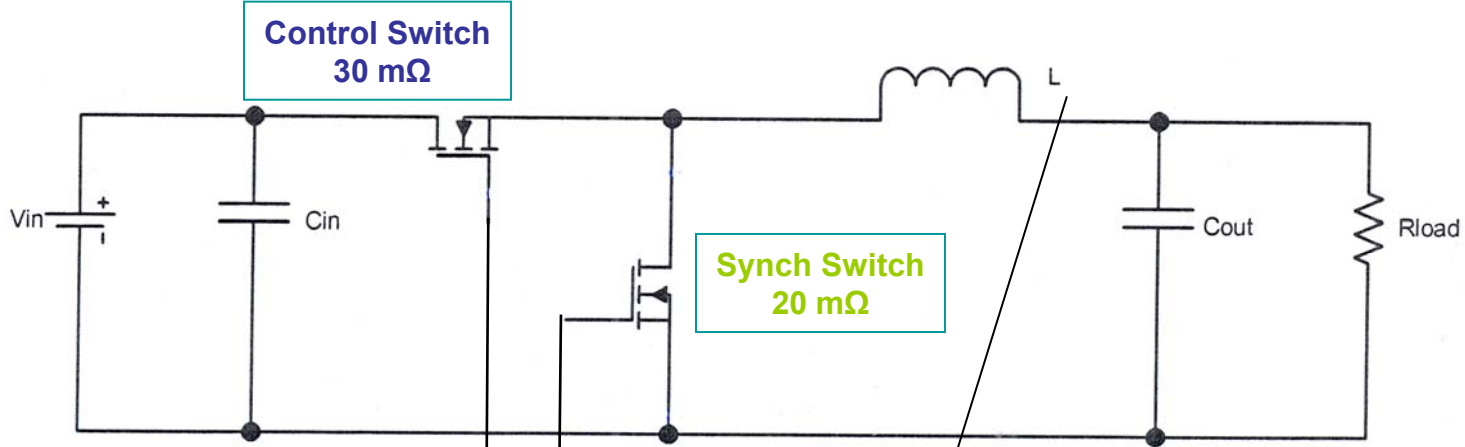 Control Switch
30 mΩ
L
Vin
+
Cin
Synch Switch
20 mΩ
Cout
Rload